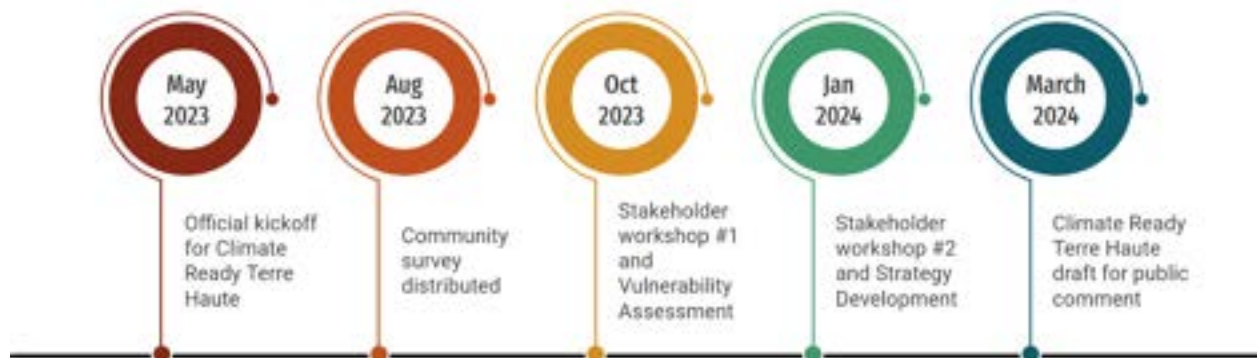 May
2023
Official kickoff
for Climate
Ready Terre
Haute
Aug
2023
Community
survey
distributed
Oct
2023
Stakeholder
workshop #1
and
Vulnerability
Assessment
Jan
2024
Stakeholder
workshop #2
and Strategy
Development
March
2024
Climate Ready
Terre Haute
draft for public
comment